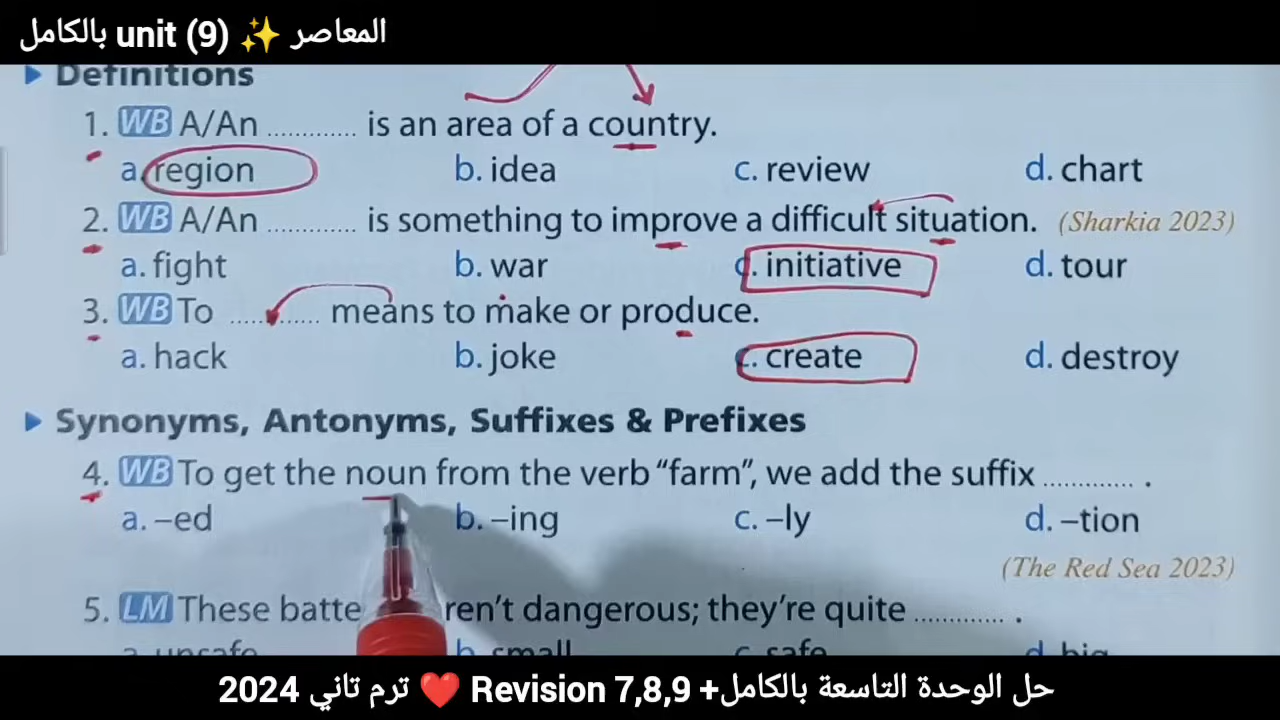 المعاصر ✨ unit (9) بالكامل
Definitions
1. WB A/An ............. is an area of a country.
a. region b. idea c. review d. chart
2. WB A/An ............. is something to improve a difficult situation. (Sharkia 2023)
a. fight b. war c. initiative d. tour
3. WB To ............. means to make or produce.
a. hack b. joke c. create d. destroy
Synonyms, Antonyms, Suffixes & Prefixes
4. WB To get the noun from the verb “farm”, we add the suffix ............. .
a. –ed b. –ing c. –ly d. –tion
(The Red Sea 2023)
5. LM These batte ren’t dangerous; they’re quite ............. .
a. unsafe b. small c. safe d. big
حل الوحدة التاسعة بالكامل+ Revision 7,8,9 ❤️ ترم تاني 2024